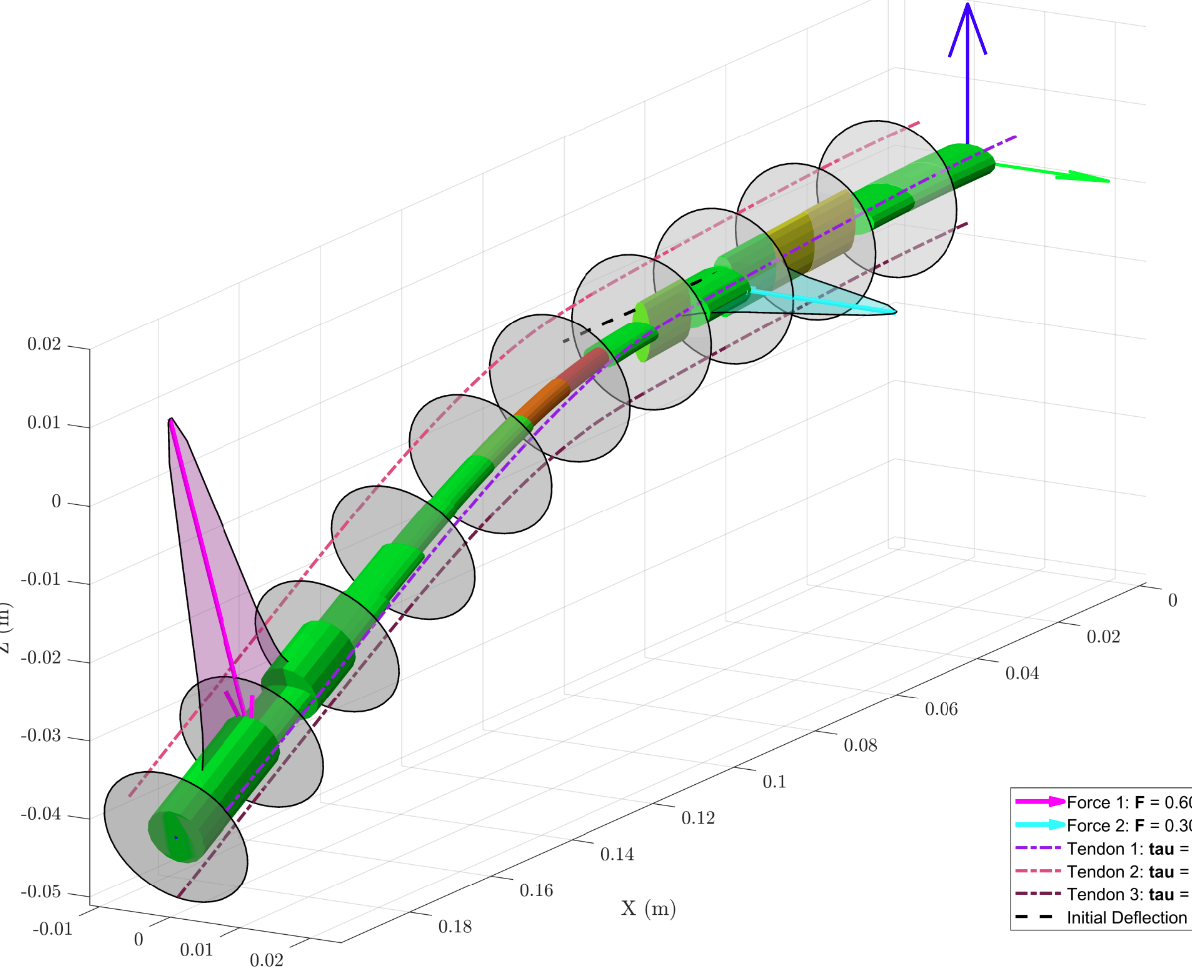 0.02
0.01
0
-0.01
-0.02
-0.03
-0.04
-0.05
Z (m)
-0.01
0
0.01
0.02
0
0.02
0.04
0.06
0.08
0.1
0.12
0.14
0.16
0.18
X (m)
Force 1: F = 0.60
Force 2: F = 0.30
Tendon 1: tau =
Tendon 2: tau =
Tendon 3: tau =
Initial Deflection